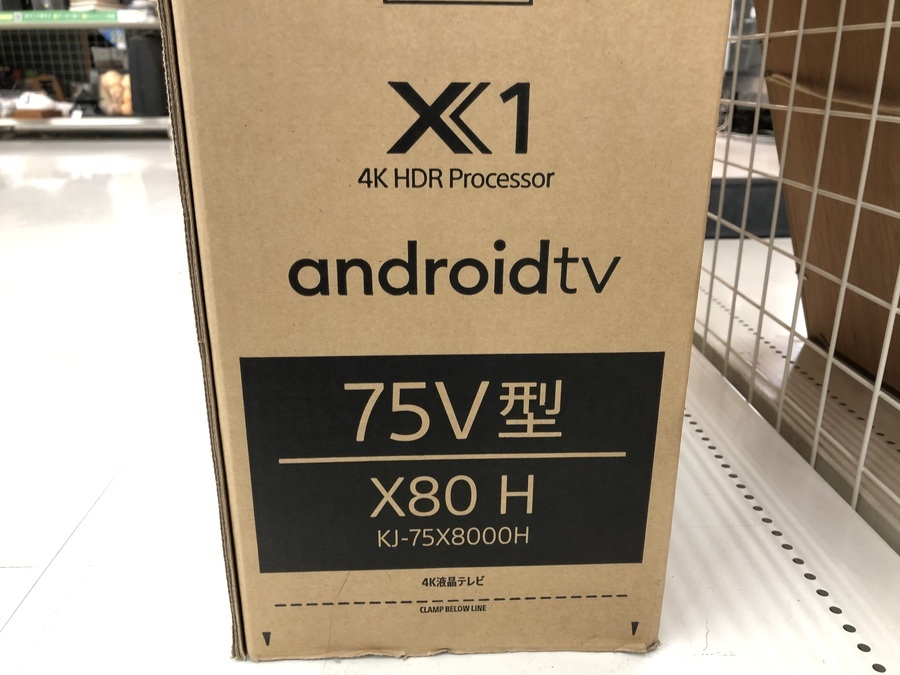 X1
4K HDR Processor
androidtv
75V型
X80 H
KJ-75X8000H
4K液晶テレビ
CLAMP BELOW LINE